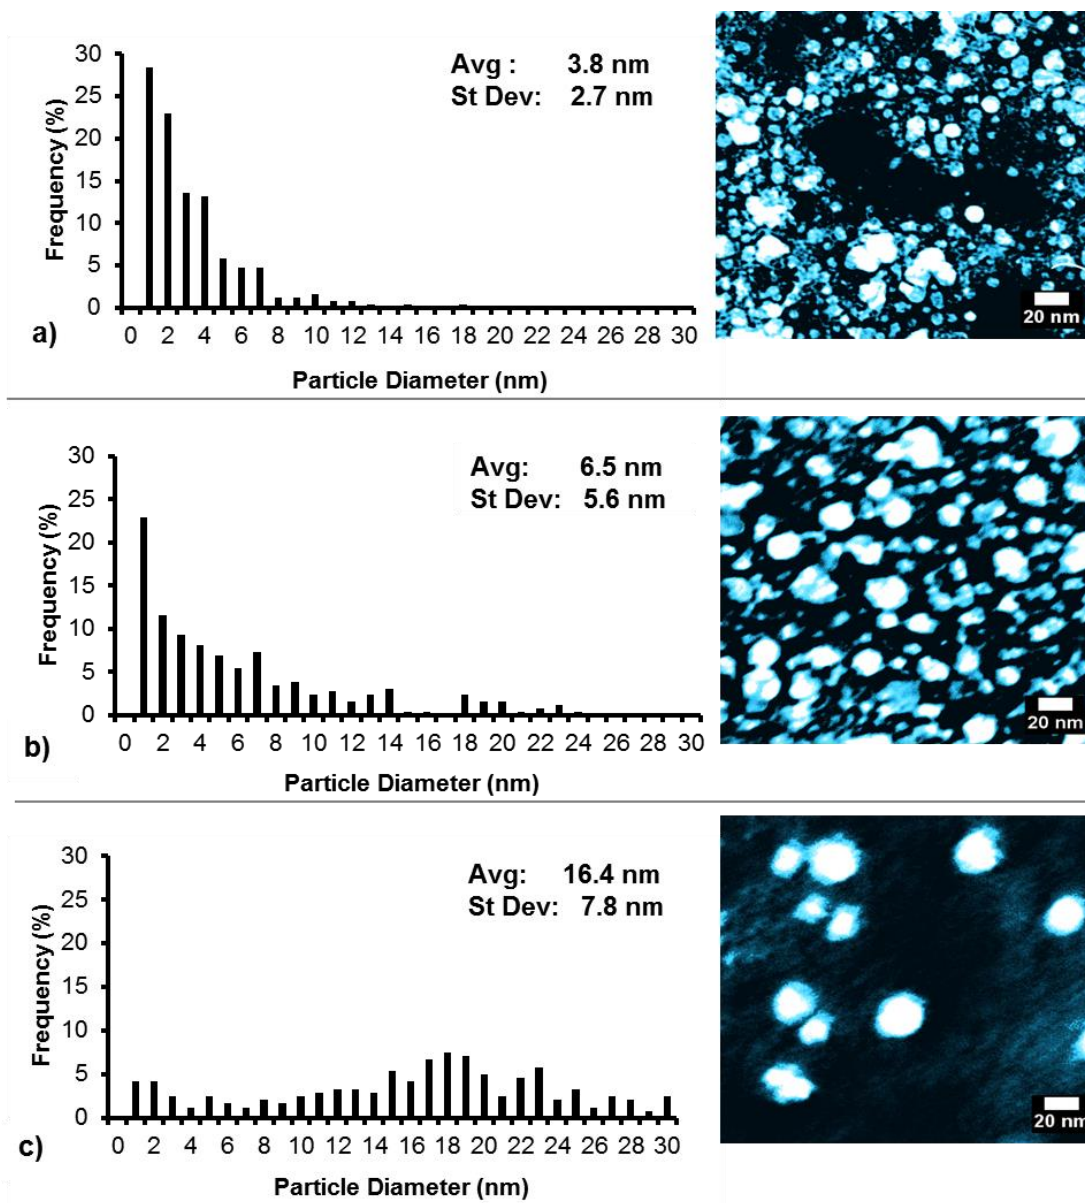 30
25
20
15
10
5
0
Frequency (%)
Avg : 3.8 nm
St Dev: 2.7 nm
0 2 4 6 8 10 12 14 16 18 20 22 24 26 28 30
a)
Particle Diameter (nm)
20 nm
30
25
20
15
10
5
0
Frequency (%)
Avg: 6.5 nm
St Dev: 5.6 nm
0 2 4 6 8 10 12 14 16 18 20 22 24 26 28 30
b)
Particle Diameter (nm)
20 nm
30
25
20
15
10
5
0
Frequency (%)
Avg: 16.4 nm
St Dev: 7.8 nm
0 2 4 6 8 10 12 14 16 18 20 22 24 26 28 30
c)
Particle Diameter (nm)
20 nm